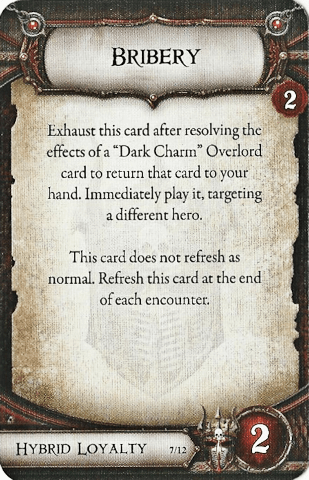 Bribery
2
Exhaust this card after resolving the
effects of a “Dark Charm” Overlord
card to return that card to your
hand. Immediately play it, targeting
a different hero.
This card does not refresh as
normal. Refresh this card at the end
of each encounter.
Hybrid Loyalty 7/12 2